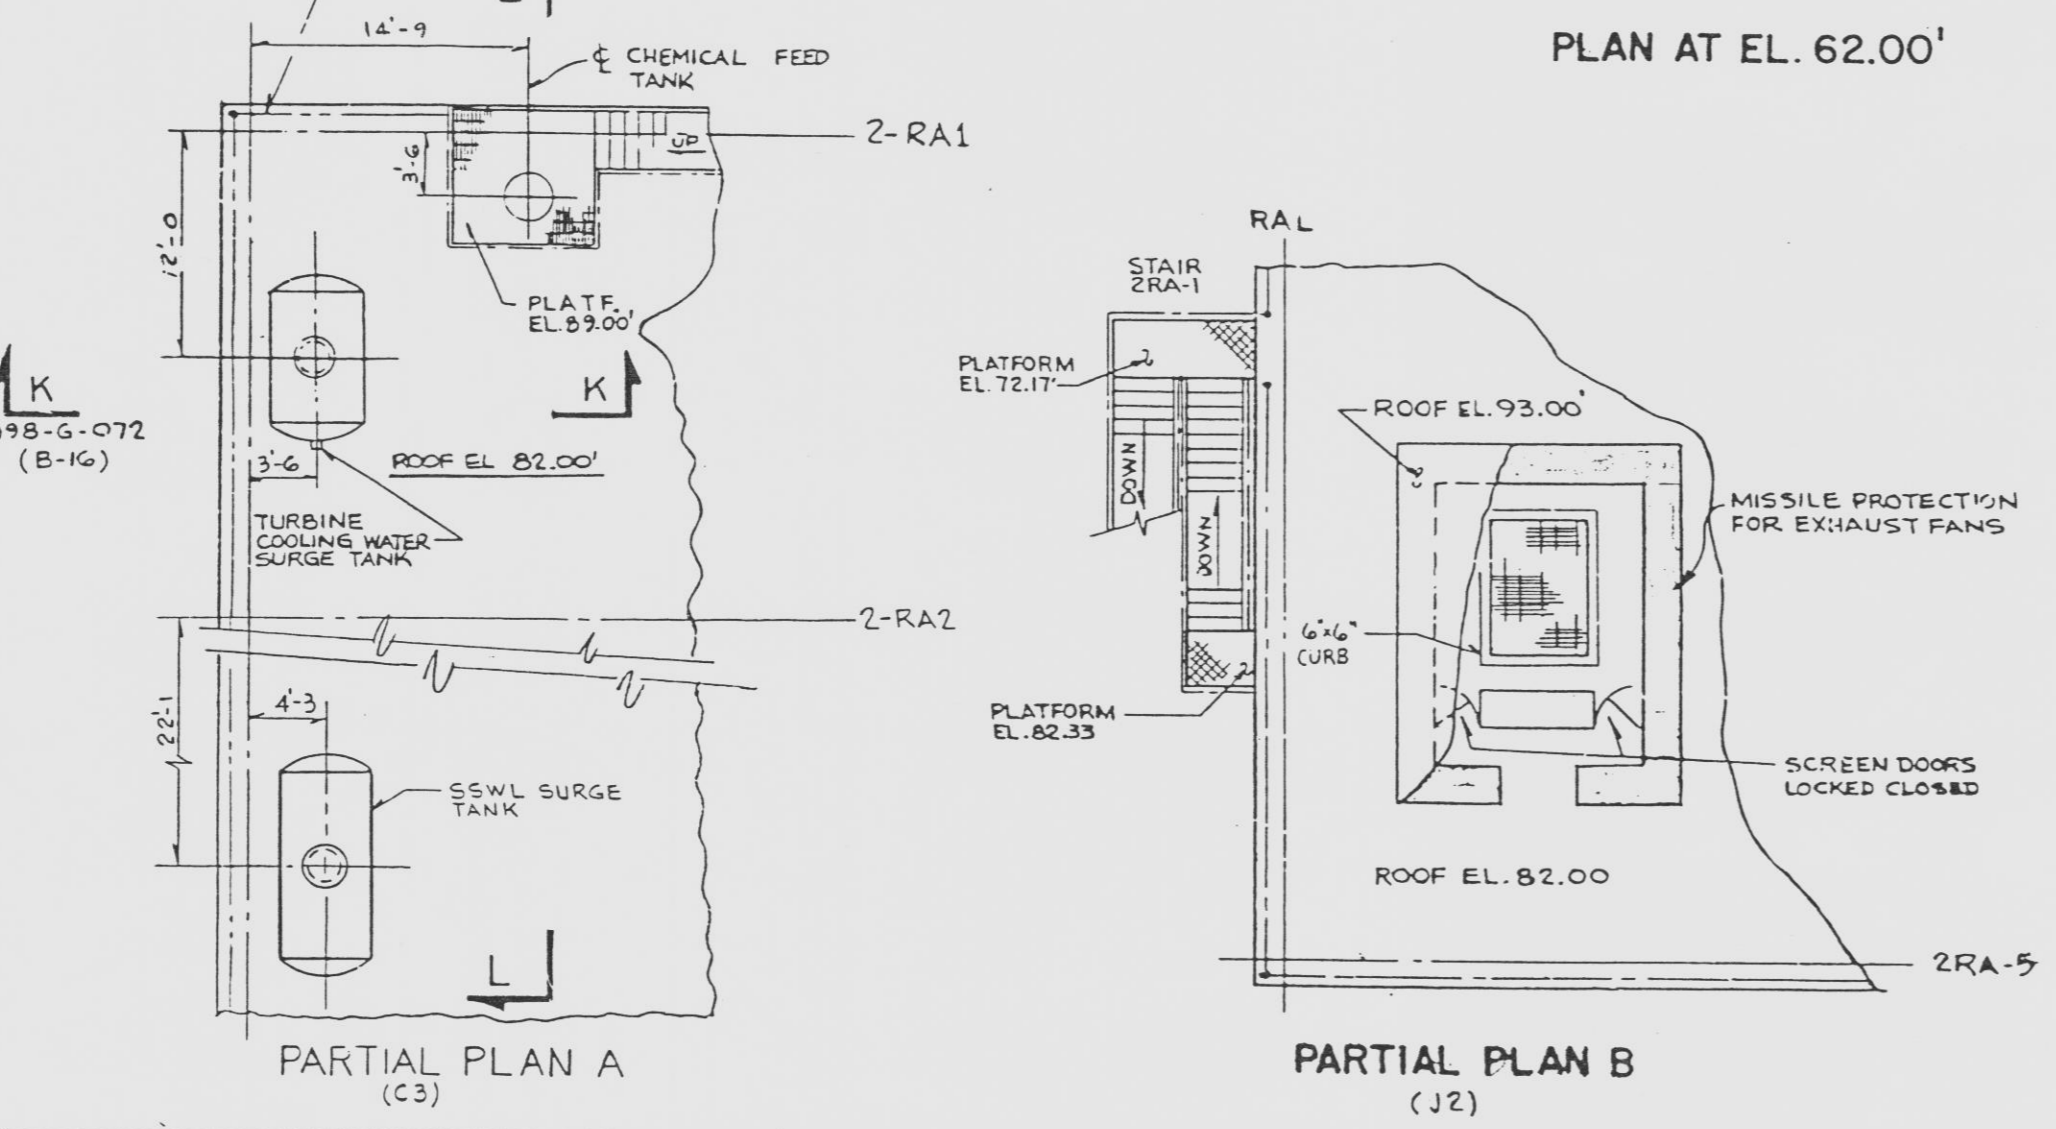 PLAN AT EL. 62.00'
14'-9
℄ CHEMICAL FEED
TANK
2-RA1
UP
3'-6
12'-0
PLATF.
EL.89.00'
K
K
(B-16)
3'-6
ROOF EL 82.00'
TURBINE
COOLING WATER
SURGE TANK
2-RA2
22'-1
4'-3
SSWL SURGE
TANK
L
PARTIAL PLAN A
(C3)
RAL
STAIR
2RA-1
PLATFORM
EL.72.17'
DOWN
DOWN
ROOF EL.93.00'
MISSILE PROTECTION
FOR EXHAUST FANS
6"x6"
CURB
PLATFORM
EL.82.33
SCREEN DOORS
LOCKED CLOSED
ROOF EL.82.00
2RA-5
PARTIAL PLAN B
(J2)